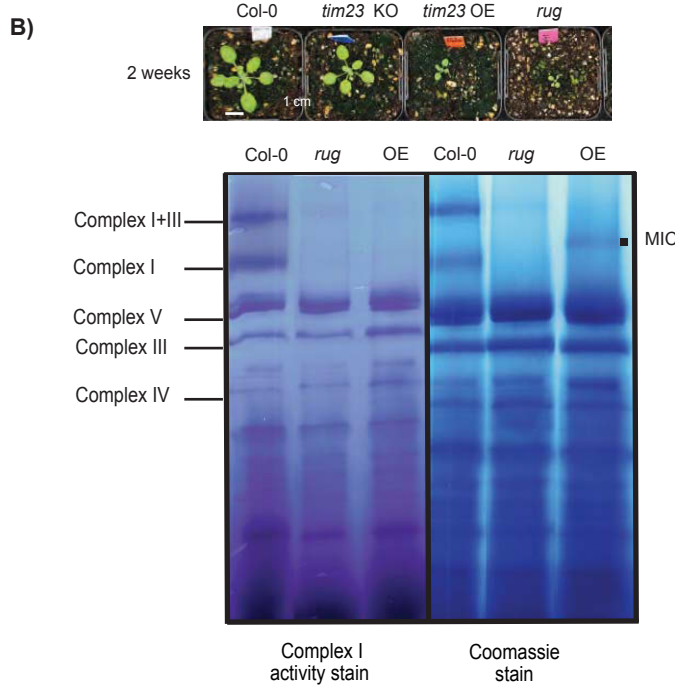 B)
Col-0 tim23 KO tim23 OE rug
2 weeks
1 cm
Col-0 rug OE Col-0 rug OE
Complex I+III
MIC
Complex I
Complex V
Complex III
Complex IV
Complex I
activity stain
Coomassie
stain